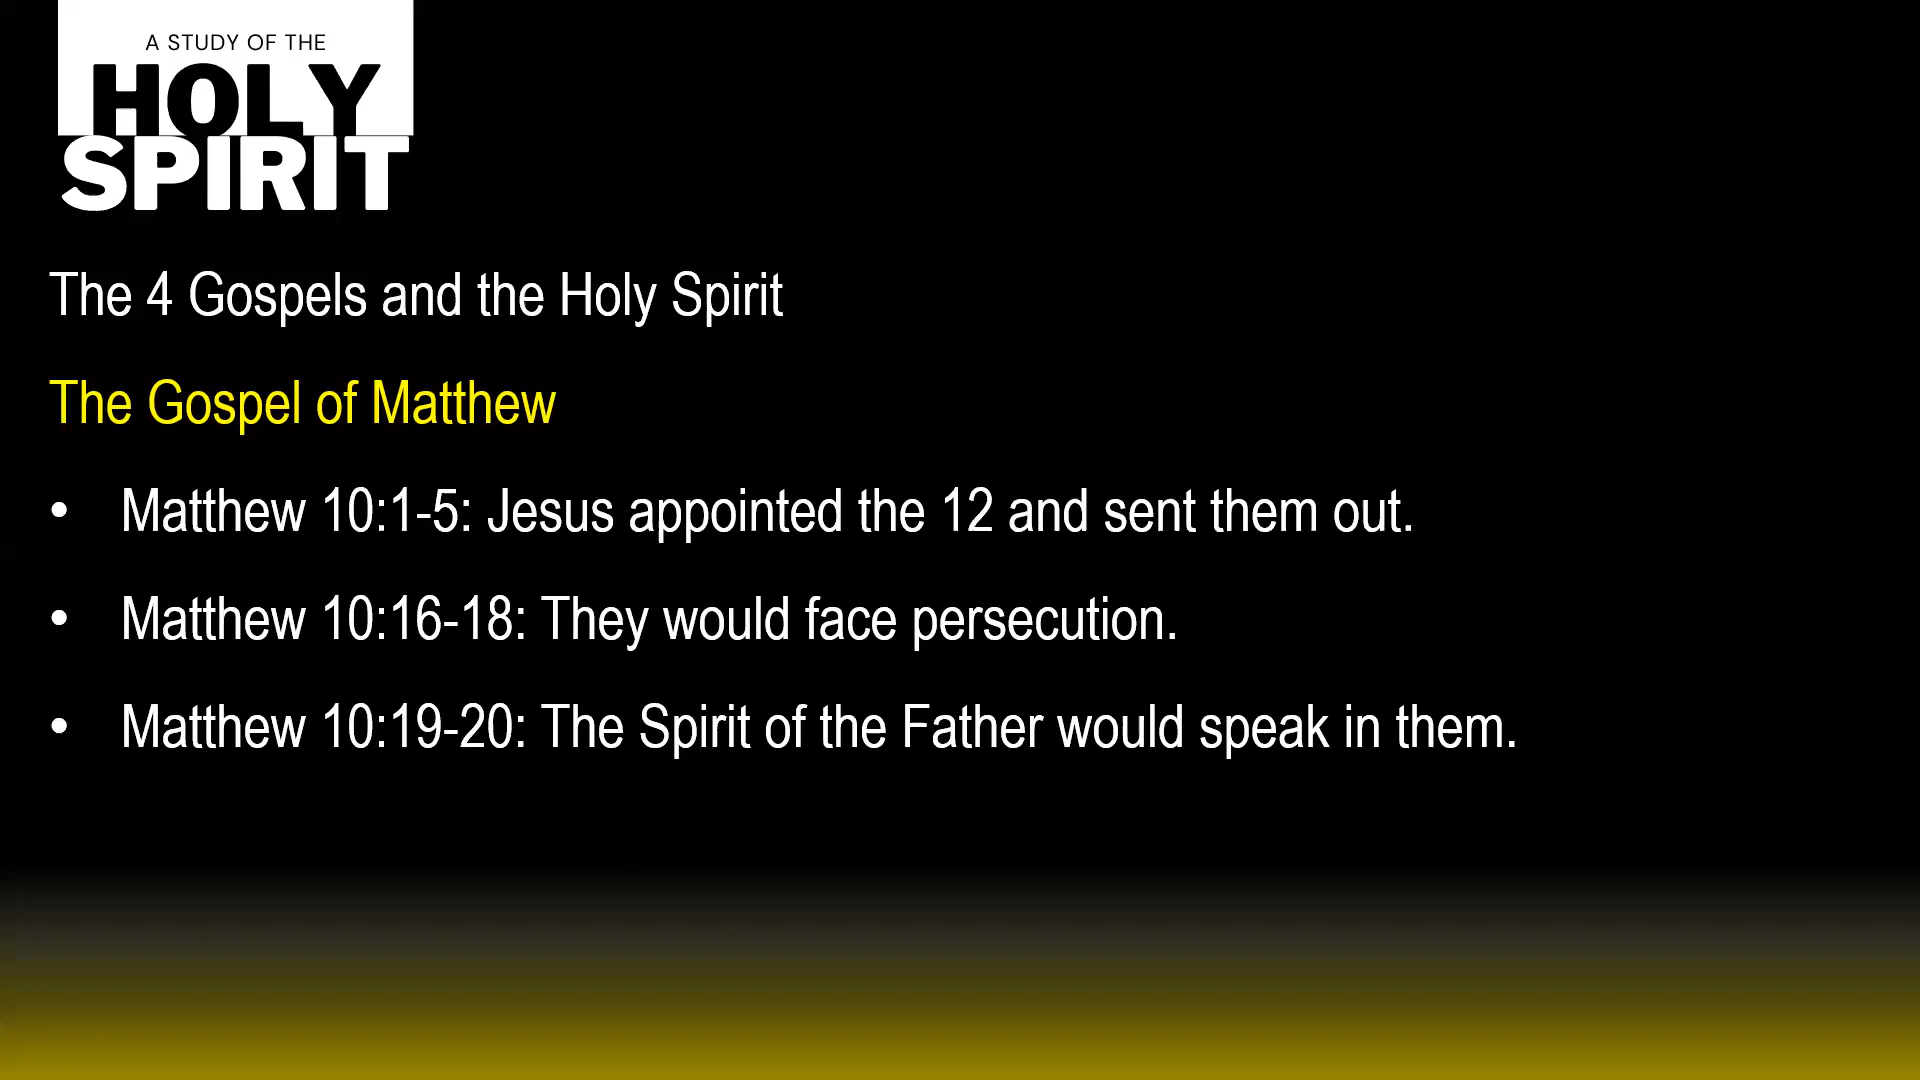 A STUDY OF THE
HOLY
SPIRIT
The 4 Gospels and the Holy Spirit
The Gospel of Matthew
• Matthew 10:1-5: Jesus appointed the 12 and sent them out.
• Matthew 10:16-18: They would face persecution.
• Matthew 10:19-20: The Spirit of the Father would speak in them.